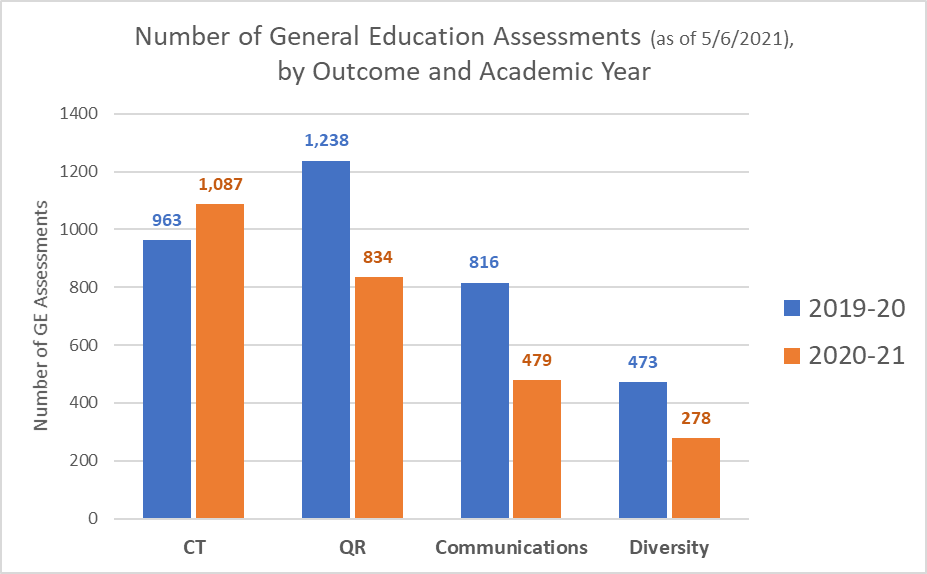 Number of General Education Assessments (as of 5/6/2021),
by Outcome and Academic Year
Number of GE Assessments
1400
1200
1000
800
600
400
200
0
963
1,087
1,238
834
816
479
473
278
CT
QR
Communications
Diversity
2019-20
2020-21